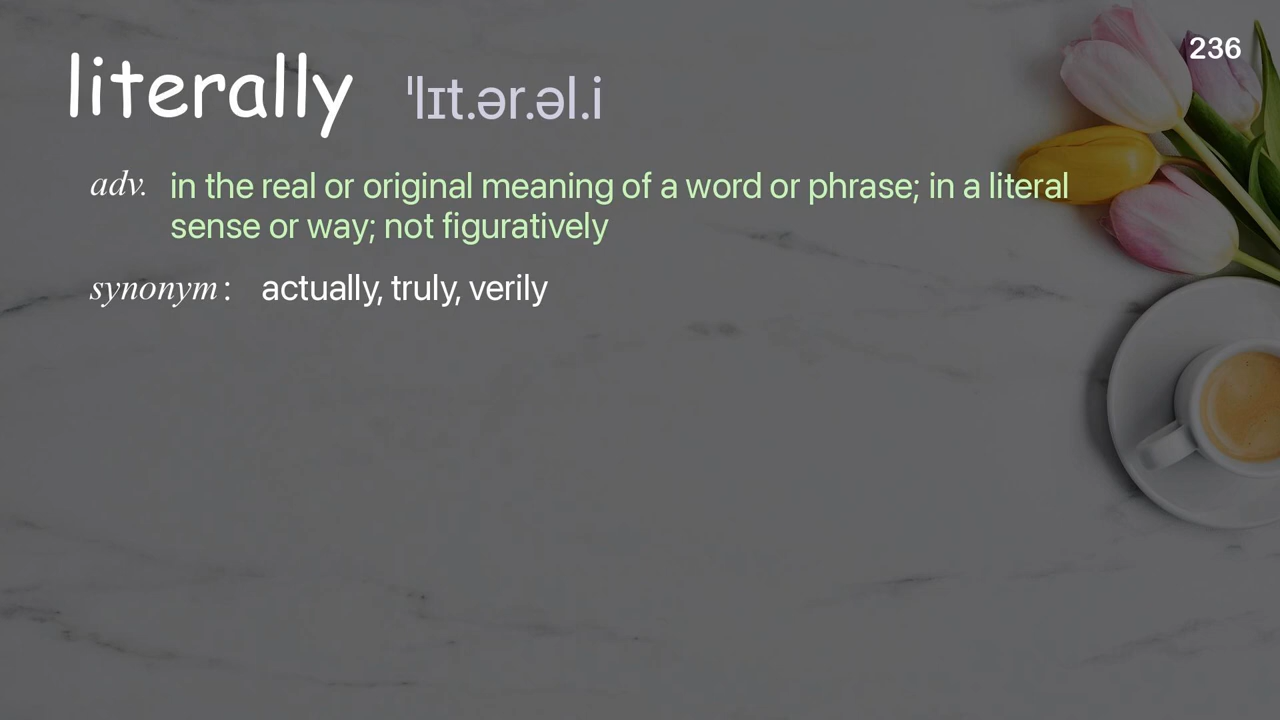 236
literally ˈlɪt.ər.əl.i
adv. in the real or original meaning of a word or phrase; in a literal
sense or way; not figuratively
synonym : actually, truly, verily